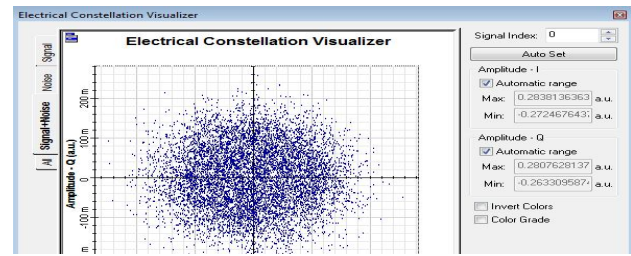 Electrical Constellation Visualizer
Signal Index: 0
Auto Set
Electrical Constellation Visualizer
Signal
Noise
Signal+Noise
All
Amplitude - Q (a.u.)
200 m
100 m
0
-100 m
Amplitude - I
Automatic range
Max: 0.2838136363 a.u.
Min: a.u.
Amplitude - Q
Automatic range
Max: 0.2807628137 a.u.
Min: -0.263309587 a.u.
Invert Colors
Color Grade